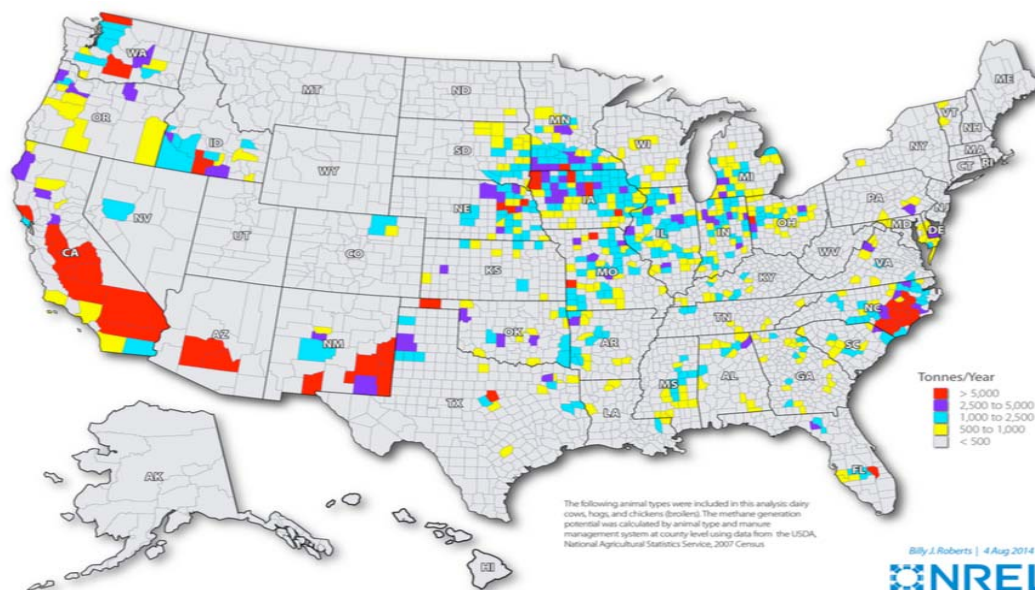 WA
MT
ND
MN
ME
OR
ID
SD
WI
VT
NH
NY
MA
CT
RI
WY
MI
IA
PA
NJ
NE
NV
UT
CO
IL
IN
OH
MD
DE
WV
VA
CA
KS
MO
KY
AZ
NM
OK
AR
TN
NC
SC
TX
LA
MS
AL
GA
FL
AK
HI
Tonnes/Year
> 5,000
2,500 to 5,000
1,000 to 2,500
500 to 1,000
< 500
The following animal types were included in this analysis: dairy
cows, hogs, and chickens (broilers). The methane generation
potential was calculated by animal type and manure
management system at county level using data from the USDA,
National Agricultural Statistics Service, 2007 Census
Billy J. Roberts | 4 Aug 2014
NREL